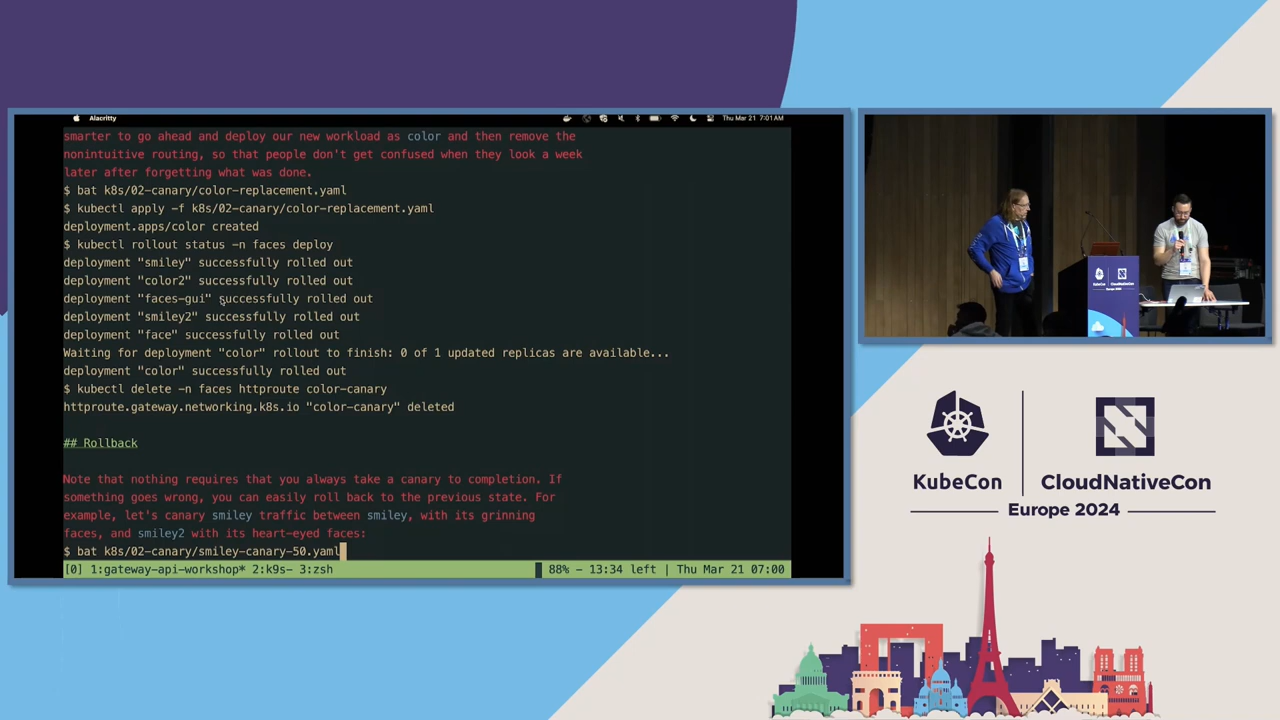 Alacritty
Thu Mar 21 7:01AM
smarter to go ahead and deploy our new workload as color and then remove the
nonintuitive routing, so that people don't get confused when they look a week
later after forgetting what was done.
$ bat k8s/02-canary/color-replacement.yaml
$ kubectl apply -f k8s/02-canary/color-replacement.yaml
deployment.apps/color created
$ kubectl rollout status -n faces deploy
deployment "smiley" successfully rolled out
deployment "color2" successfully rolled out
deployment "faces-gui" successfully rolled out
deployment "smiley2" successfully rolled out
deployment "face" successfully rolled out
Waiting for deployment "color" rollout to finish: 0 of 1 updated replicas are available...
deployment "color" successfully rolled out
$ kubectl delete -n faces httproute color-canary
httproute.gateway.networking.k8s.io "color-canary" deleted
## Rollback
Note that nothing requires that you always take a canary to completion. If
something goes wrong, you can easily roll back to the previous state. For
example, let's canary smiley traffic between smiley, with its grinning
faces, and smiley2 with its heart-eyed faces:
$ bat k8s/02-canary/smiley-canary-50.yaml
[0] 1:gateway-api-workshop* 2:k9s- 3:zsh
88% - 13:34 left | Thu Mar 21 07:00
KubeCon
CloudNativeCon
Europe 2024